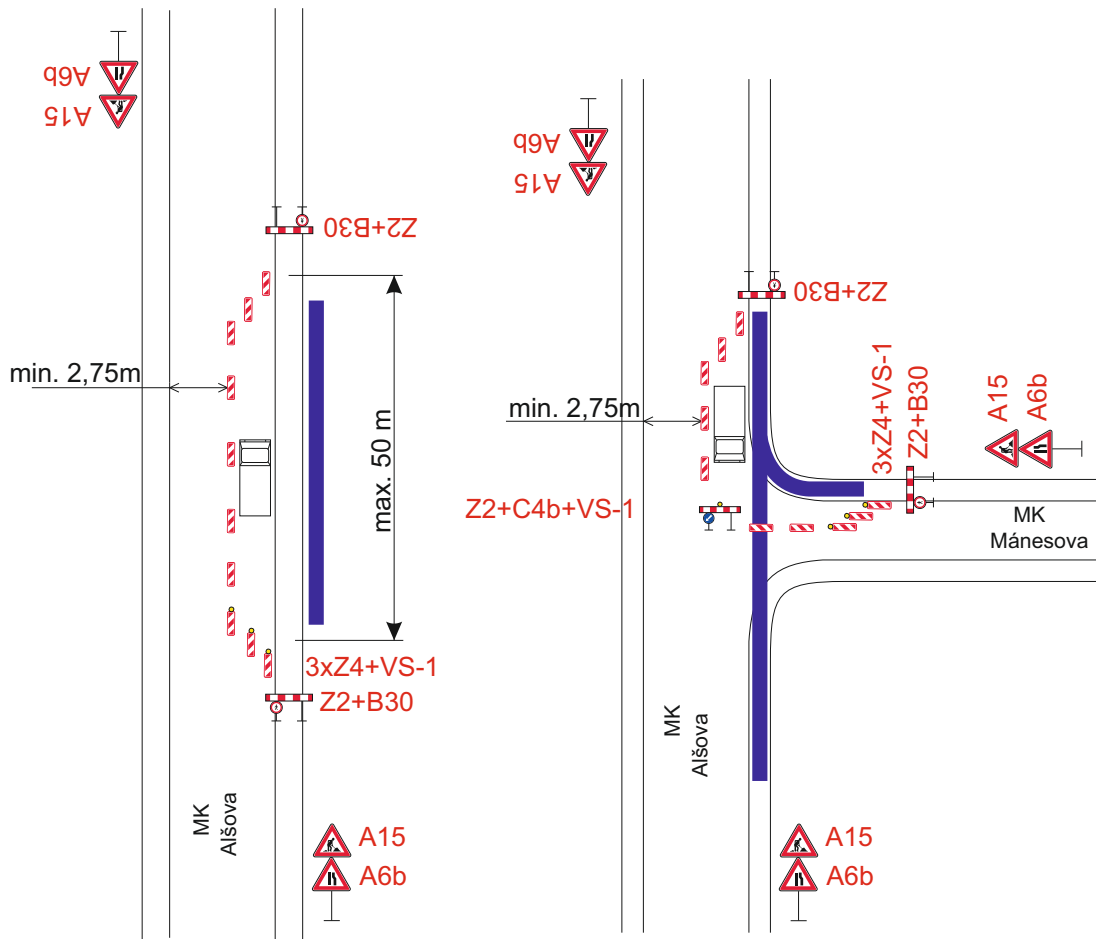 A6b
A15
Z2+B30
min. 2,75m
max. 50 m
3xZ4+VS-1
Z2+B30
MK
Alšova
A15
A6b
A6b
A15
Z2+B30
min. 2,75m
3xZ4+VS-1
Z2+B30
A15
A6b
Z2+C4b+VS-1
MK
Mánesova
MK
Alšova
A15
A6b